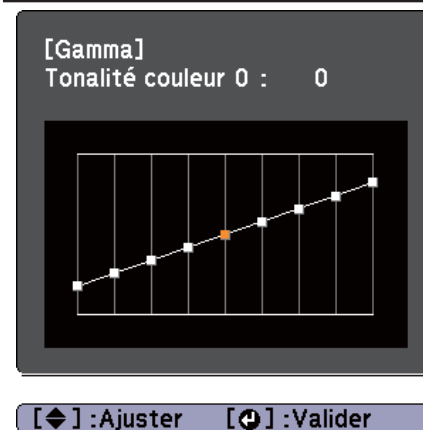 [Gamma]
Tonalité couleur 0 : 0
[◆] :Ajuster [↵] :Valider